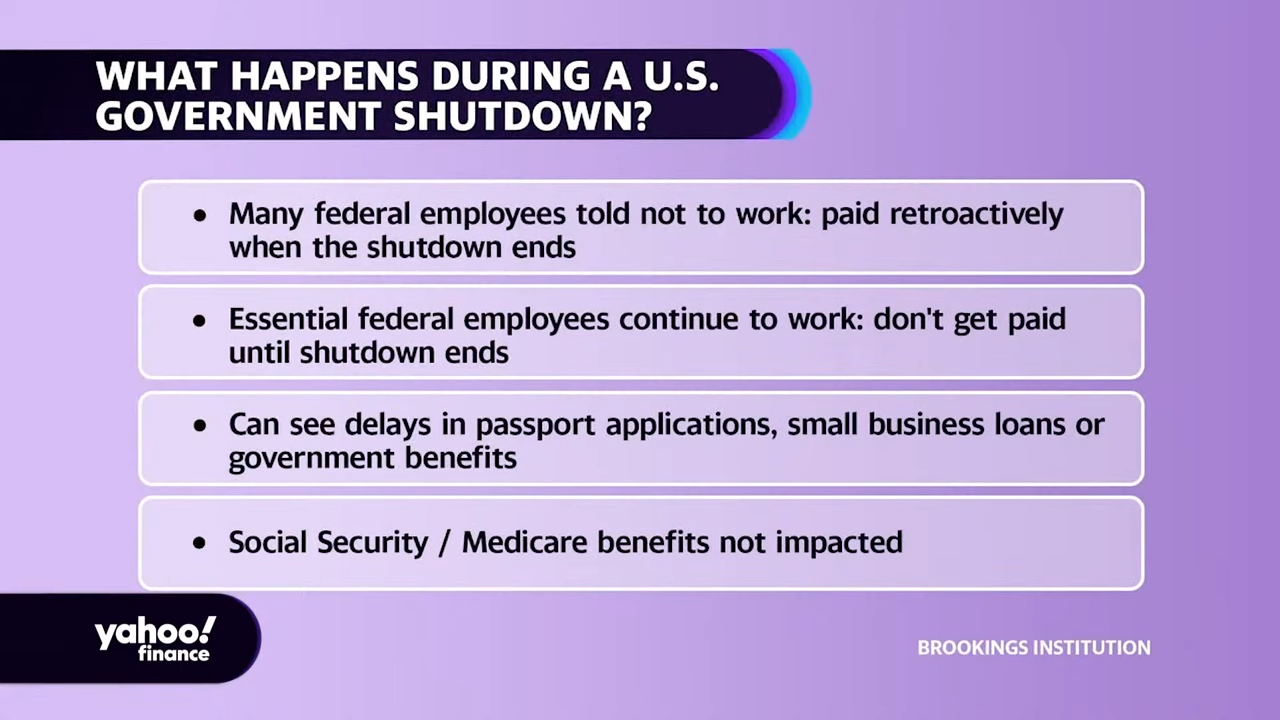 WHAT HAPPENS DURING A U.S.
GOVERNMENT SHUTDOWN?
• Many federal employees told not to work: paid retroactively
when the shutdown ends
• Essential federal employees continue to work: don't get paid
until shutdown ends
• Can see delays in passport applications, small business loans or
government benefits
• Social Security / Medicare benefits not impacted
yahoo!
finance
BROOKINGS INSTITUTION